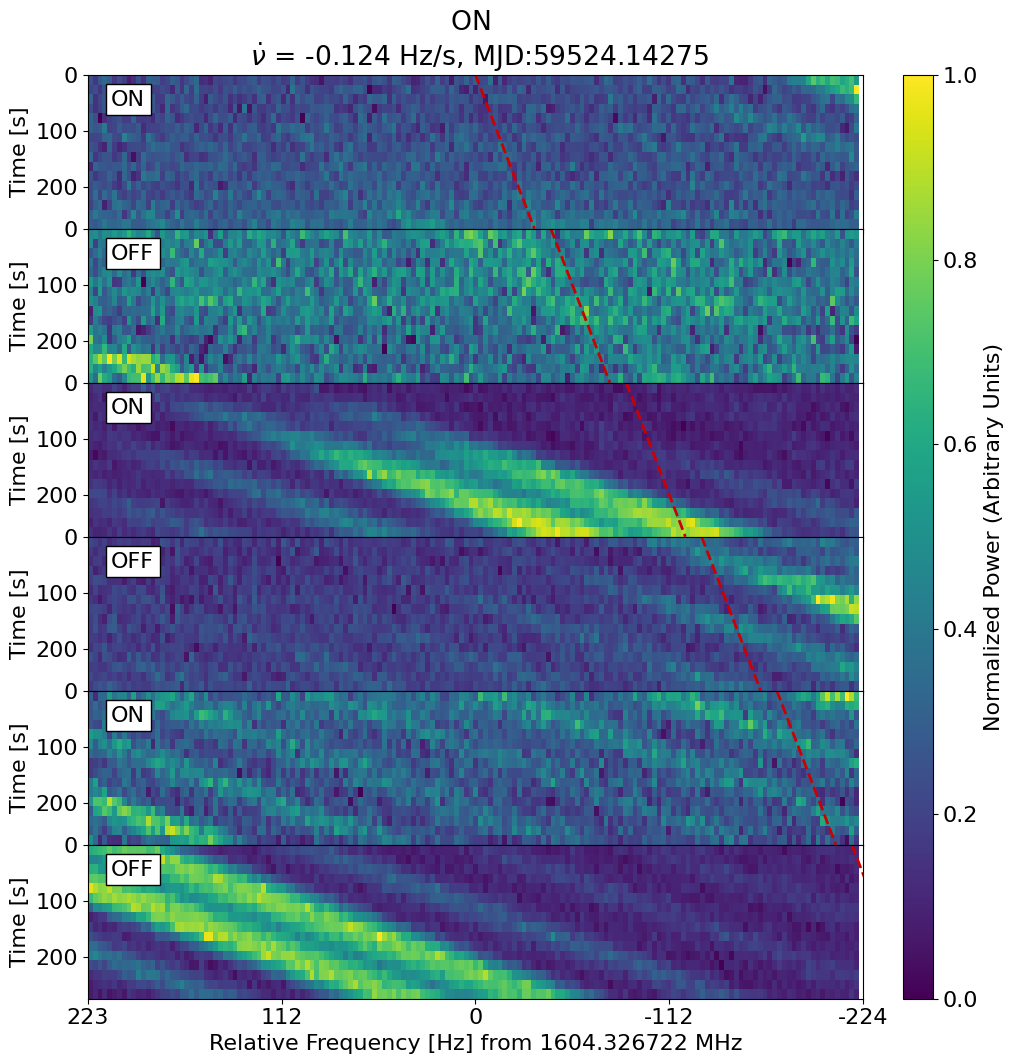 ON
ν̇ = -0.124 Hz/s, MJD:59524.14275
0
100
200
Time [s]
ON
0
100
200
Time [s]
OFF
0
100
200
Time [s]
ON
0
100
200
Time [s]
OFF
0
100
200
Time [s]
ON
0
100
200
Time [s]
OFF
223 112 0 -112 -224
Relative Frequency [Hz] from 1604.326722 MHz
1.0
0.8
0.6
0.4
0.2
0.0
Normalized Power (Arbitrary Units)